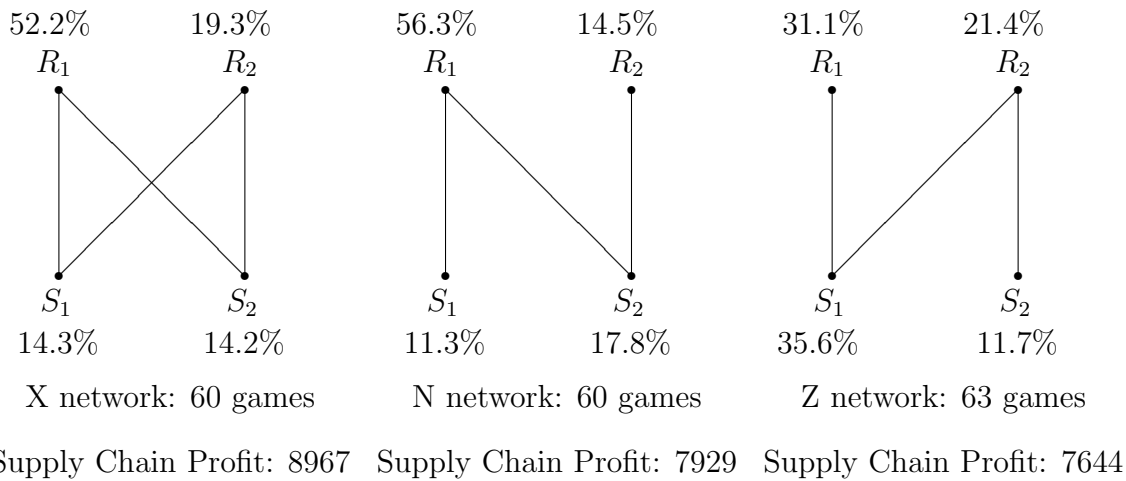 52.2% 19.3% 56.3% 14.5% 31.1% 21.4%
R1 R2 R1 R2 R1 R2
S1 S2 S1 S2 S1 S2
14.3% 14.2% 11.3% 17.8% 35.6% 11.7%
X network: 60 games N network: 60 games Z network: 63 games
Supply Chain Profit: 8967 Supply Chain Profit: 7929 Supply Chain Profit: 7644